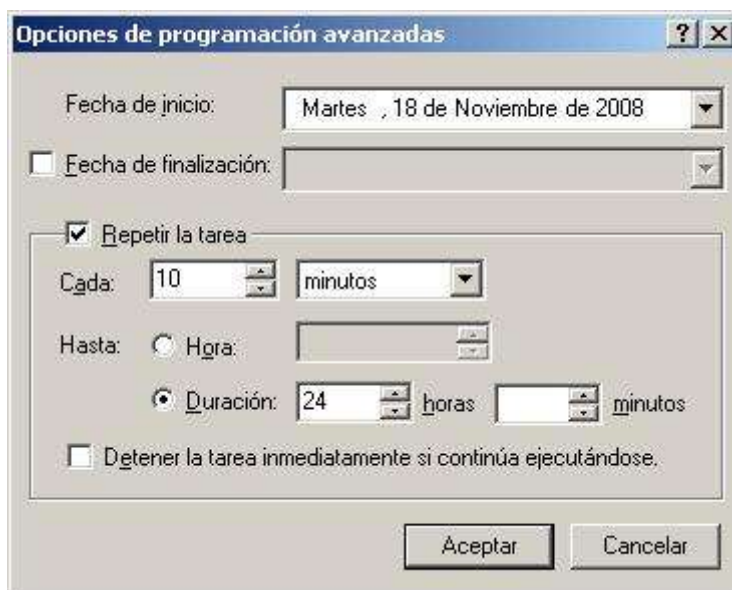 Opciones de programación avanzadas
Fecha de inicio: Martes , 18 de Noviembre de 2008
Fecha de finalización:
Repetir la tarea
Cada: 10 minutos
Hasta: Hora:
Duración: 24 horas minutos
Detener la tarea inmediatamente si continúa ejecutándose.
Aceptar Cancelar